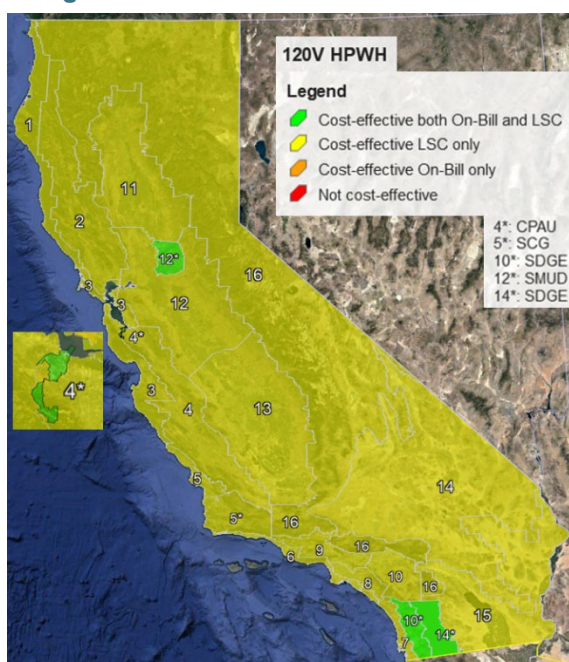 120V HPWH
Legend
Cost-effective both On-Bill and LSC
Cost-effective LSC only
Cost-effective On-Bill only
Not cost-effective
4*: CPAU
5*: SCG
10*: SDGE
12*: SMUD
14*: SDGE
1
11
2
12*
16
3
3
12
4*
4*
3
4
13
14
5
5*
16
6
9
16
8
10
16
10*
15
14*
7